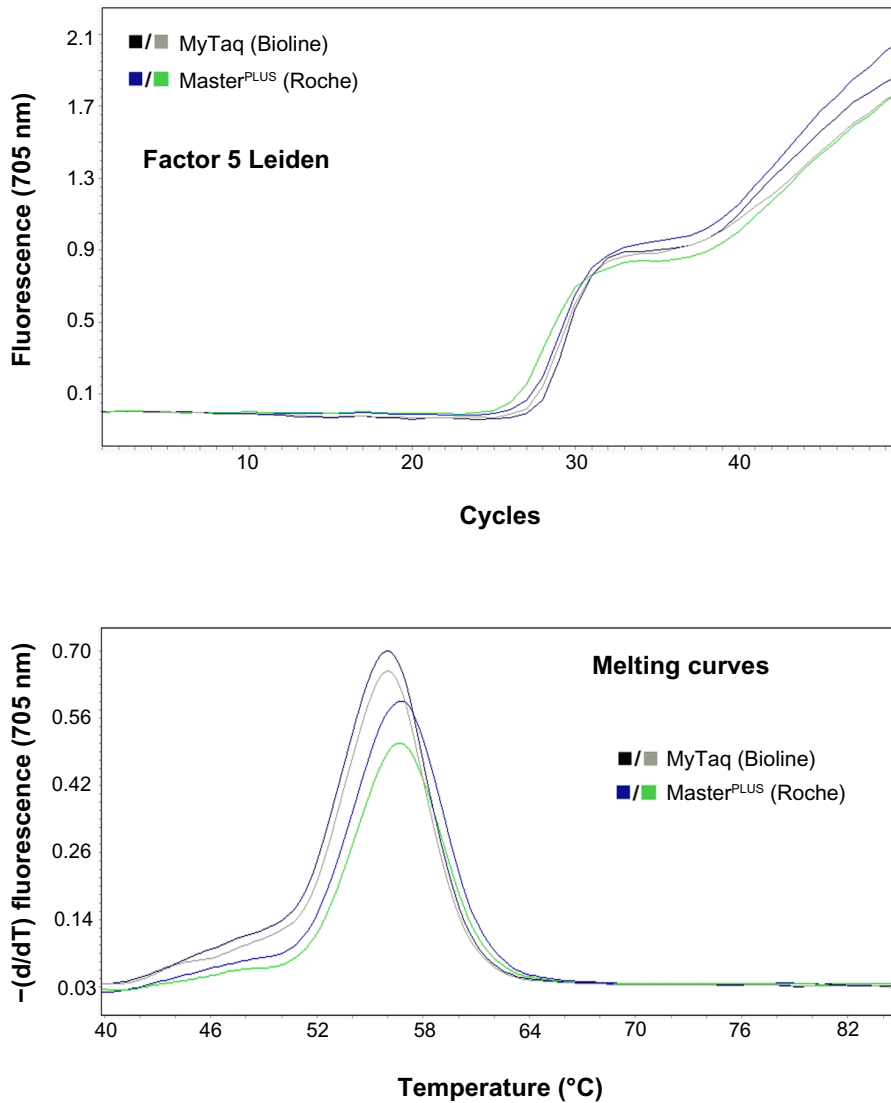 2.1
1.7
1.3
0.9
0.5
0.1
Fluorescence (705 nm)
/ MyTaq (Bioline)
/ MasterPLUS (Roche)
Factor 5 Leiden
10 20 30 40
Cycles
0.70
0.56
0.42
0.26
0.14
0.03
−(d/dT) fluorescence (705 nm)
Melting curves
/ MyTaq (Bioline)
/ MasterPLUS (Roche)
40 46 52 58 64 70 76 82
Temperature (°C)